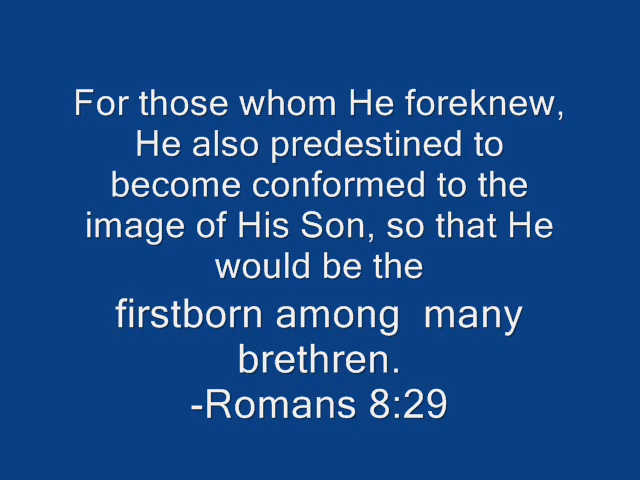 For those whom He foreknew,
He also predestined to
become conformed to the
image of His Son, so that He
would be the
firstborn among  many
brethren.
-Romans 8:29